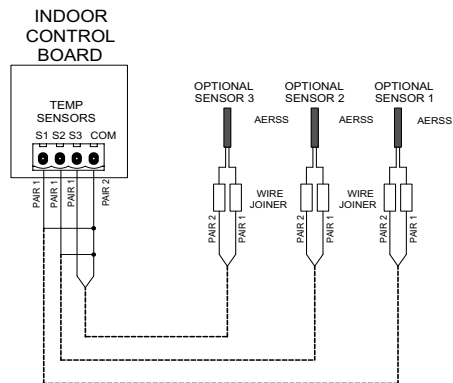 INDOOR
CONTROL
BOARD
TEMP
SENSORS
S1 S2 S3 COM
PAIR 1
PAIR 1
PAIR 1
PAIR 2
OPTIONAL
SENSOR 3
AERSS
OPTIONAL
SENSOR 2
AERSS
OPTIONAL
SENSOR 1
AERSS
WIRE
JOINER
WIRE
JOINER
PAIR 2
PAIR 1
PAIR 2
PAIR 1
PAIR 2
PAIR 1